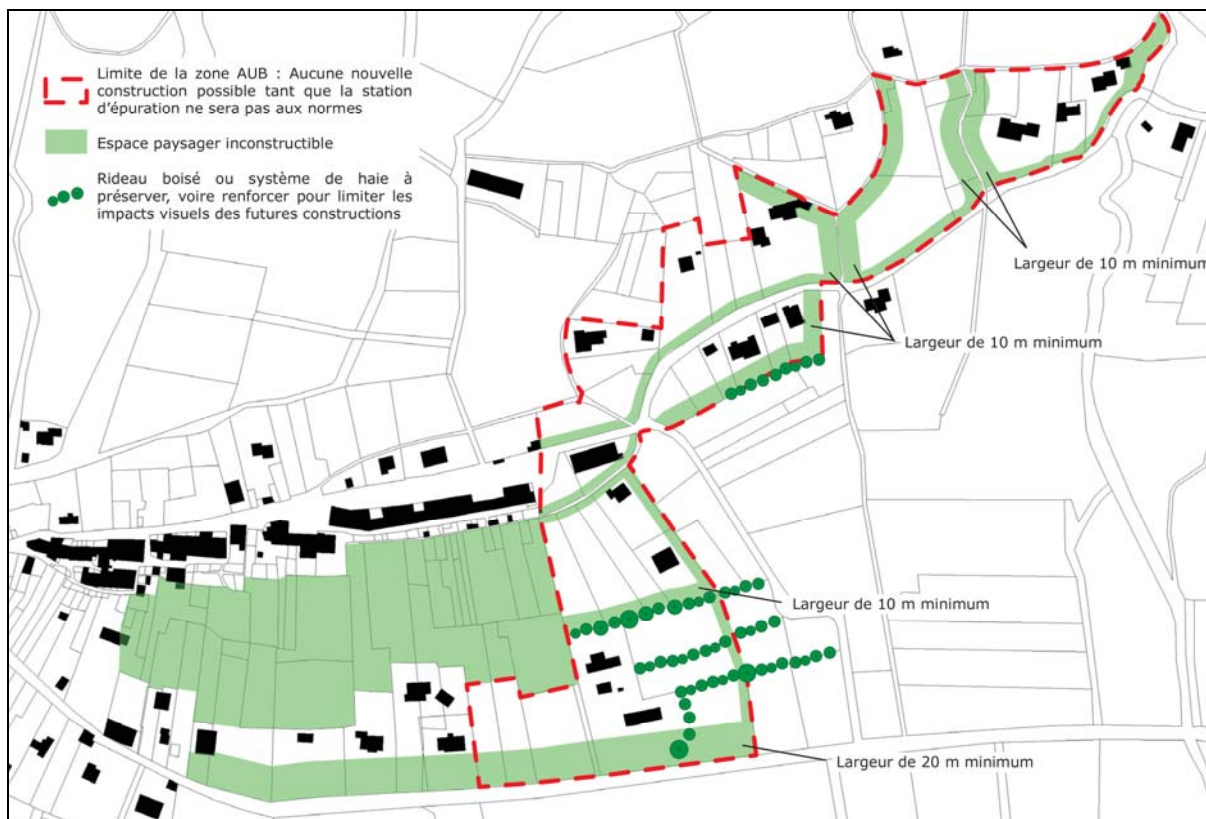 Limite de la zone AUB : Aucune nouvelle
construction possible tant que la station
d'épuration ne sera pas aux normes
Espace paysager inconstructible
Rideau boisé ou système de haie à
préserver, voire renforcer pour limiter les
impacts visuels des futures constructions
Largeur de 10 m minimum
Largeur de 10 m minimum
Largeur de 10 m minimum
Largeur de 20 m minimum